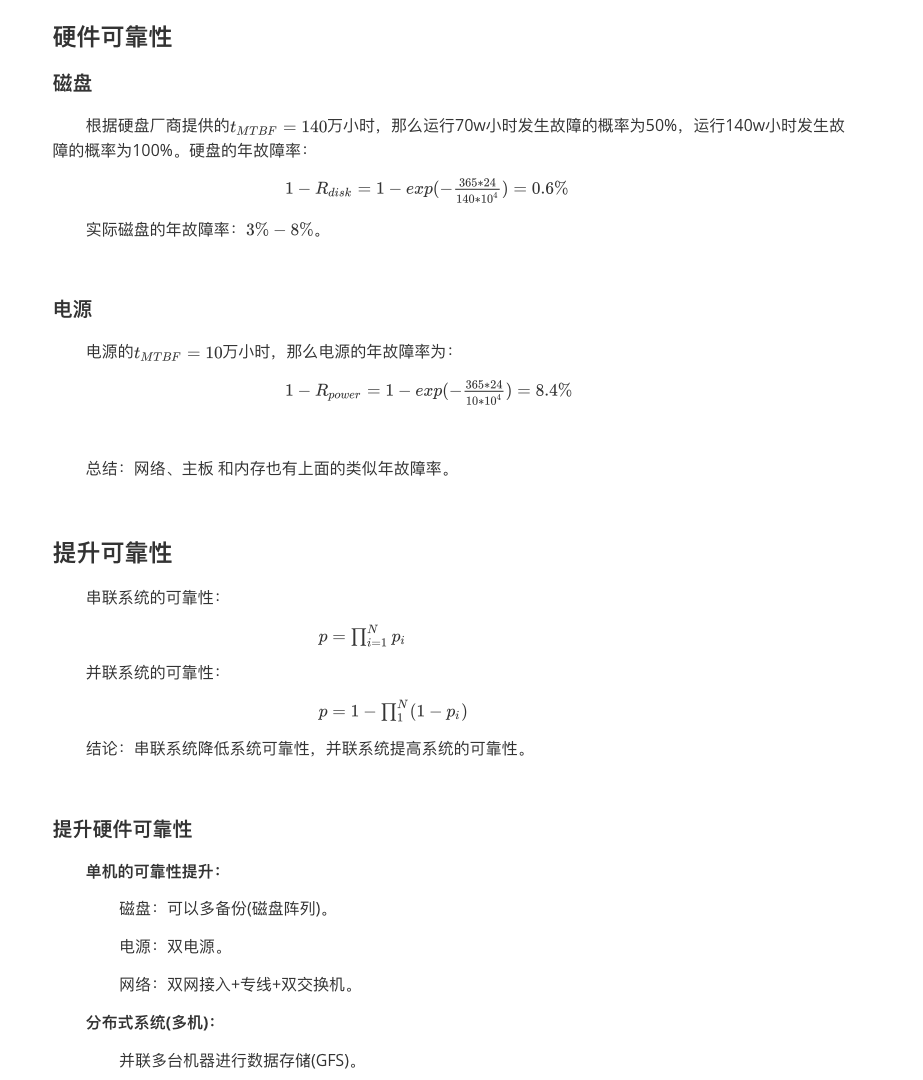 硬件可靠性
磁盘
根据硬盘厂商提供的$t_{MTBF} = 140$万小时，那么运行70w小时发生故障的概率为50%，运行140w小时发生故
障的概率为100%。硬盘的年故障率：
$1 - R_{disk} = 1 - exp(-\frac{365*24}{140*10^4}) = 0.6\%$
实际磁盘的年故障率：$3\% - 8\%$。
电源
电源的$t_{MTBF} = 10$万小时，那么电源的年故障率为：
$1 - R_{power} = 1 - exp(-\frac{365*24}{10*10^4}) = 8.4\%$
总结：网络、主板 和内存也有上面的类似年故障率。
提升可靠性
串联系统的可靠性：
$p = \prod_{i=1}^{N} p_i$
并联系统的可靠性：
$p = 1 - \prod_{1}^{N}(1 - p_i)$
结论：串联系统降低系统可靠性，并联系统提高系统的可靠性。
提升硬件可靠性
单机的可靠性提升：
磁盘：可以多备份(磁盘阵列)。
电源：双电源。
网络：双网接入+专线+双交换机。
分布式系统(多机)：
并联多台机器进行数据存储(GFS)。